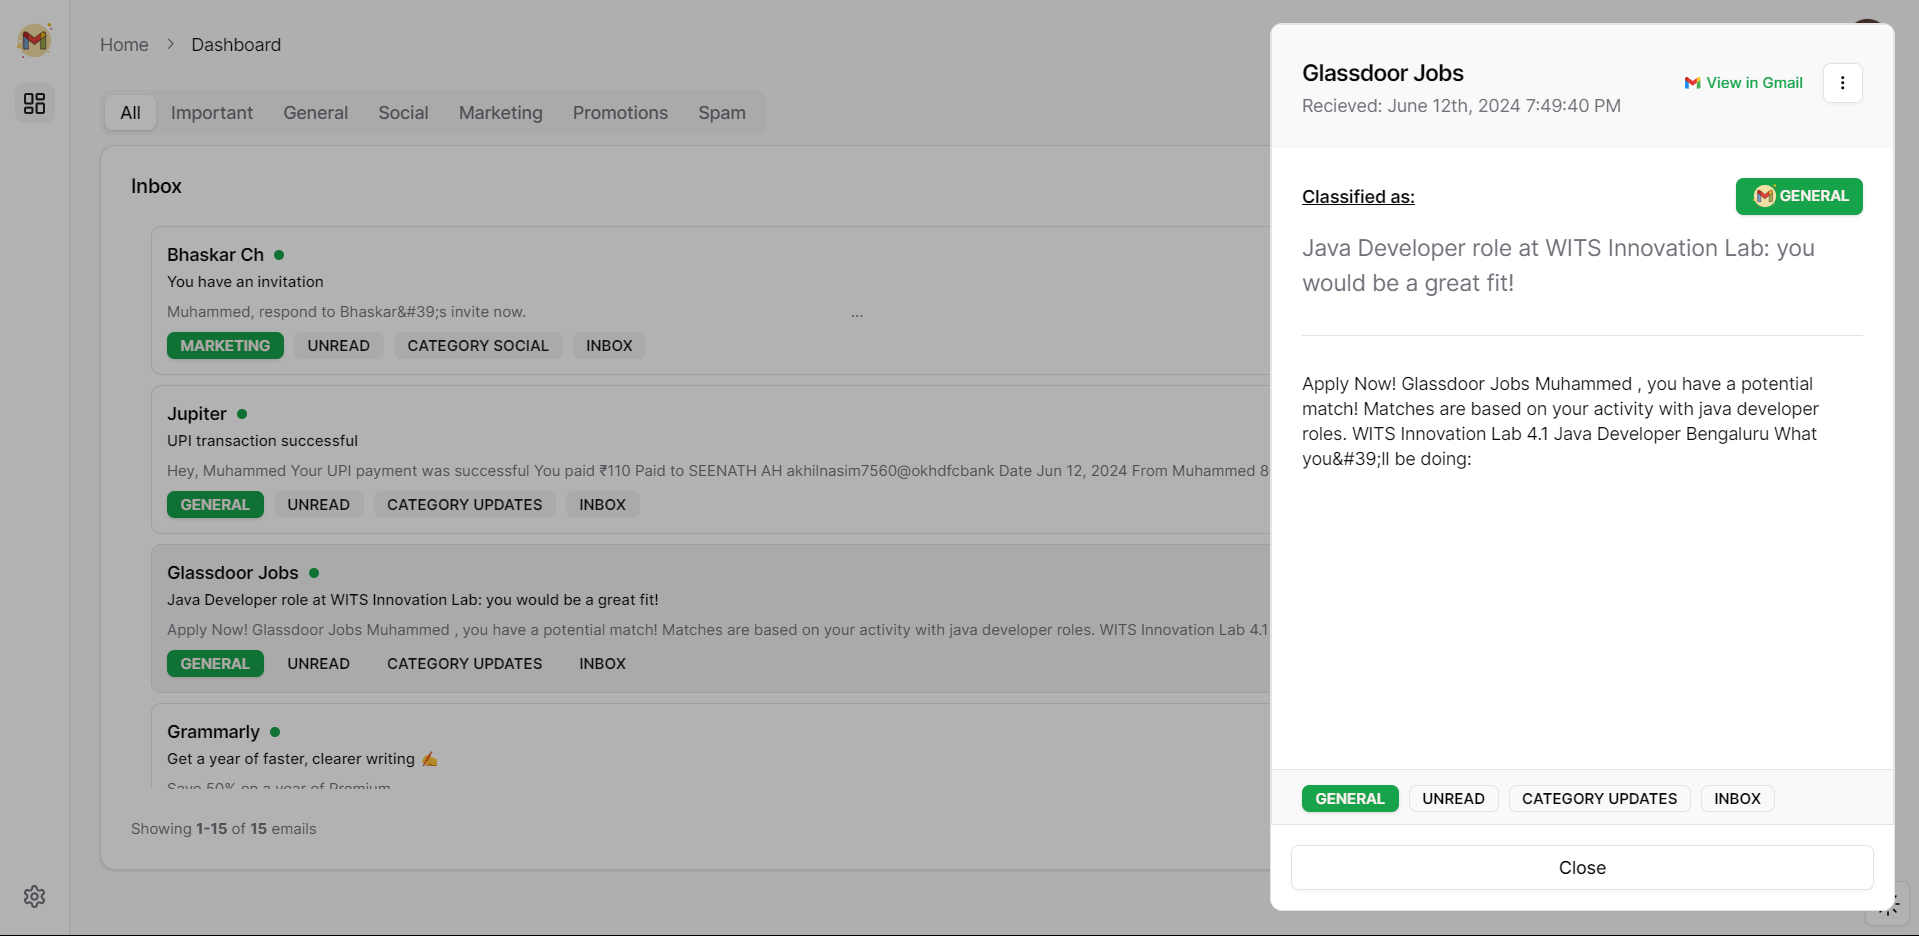 Home > Dashboard
All Important General Social Marketing Promotions Spam
Inbox
Bhaskar Ch
You have an invitation
Muhammed, respond to Bhaskar&#39;s invite now. ...
MARKETING UNREAD CATEGORY SOCIAL INBOX
Jupiter
UPI transaction successful
Hey, Muhammed Your UPI payment was successful You paid ₹110 Paid to SEENATH AH akhilnasim7560@okhdfcbank Date Jun 12, 2024 From Muhammed 8
GENERAL UNREAD CATEGORY UPDATES INBOX
Glassdoor Jobs
Java Developer role at WITS Innovation Lab: you would be a great fit!
Apply Now! Glassdoor Jobs Muhammed , you have a potential match! Matches are based on your activity with java developer roles. WITS Innovation Lab 4.1
GENERAL UNREAD CATEGORY UPDATES INBOX
Grammarly
Get a year of faster, clearer writing ✍️
Save 50% on a year of Premium
Showing 1-15 of 15 emails
Glassdoor Jobs
Recieved: June 12th, 2024 7:49:40 PM
View in Gmail
Classified as:
GENERAL
Java Developer role at WITS Innovation Lab: you
would be a great fit!
Apply Now! Glassdoor Jobs Muhammed , you have a potential
match! Matches are based on your activity with java developer
roles. WITS Innovation Lab 4.1 Java Developer Bengaluru What
you&#39;ll be doing:
GENERAL UNREAD CATEGORY UPDATES INBOX
Close